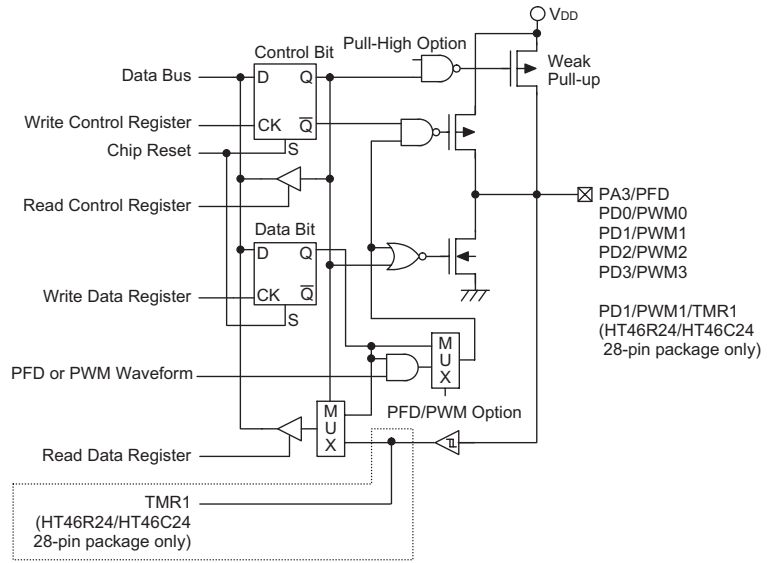 VDD
Control Bit
Pull-High Option
Data Bus
D
Q
Weak
Pull-up
Write Control Register
CK
Q
Chip Reset
S
Read Control Register
PA3/PFD
PD0/PWM0
PD1/PWM1
PD2/PWM2
PD3/PWM3
Data Bit
D
Q
Write Data Register
CK
Q
S
PD1/PWM1/TMR1
(HT46R24/HT46C24
28-pin package only)
PFD or PWM Waveform
M
U
X
PFD/PWM Option
M
U
X
Read Data Register
TMR1
(HT46R24/HT46C24
28-pin package only)